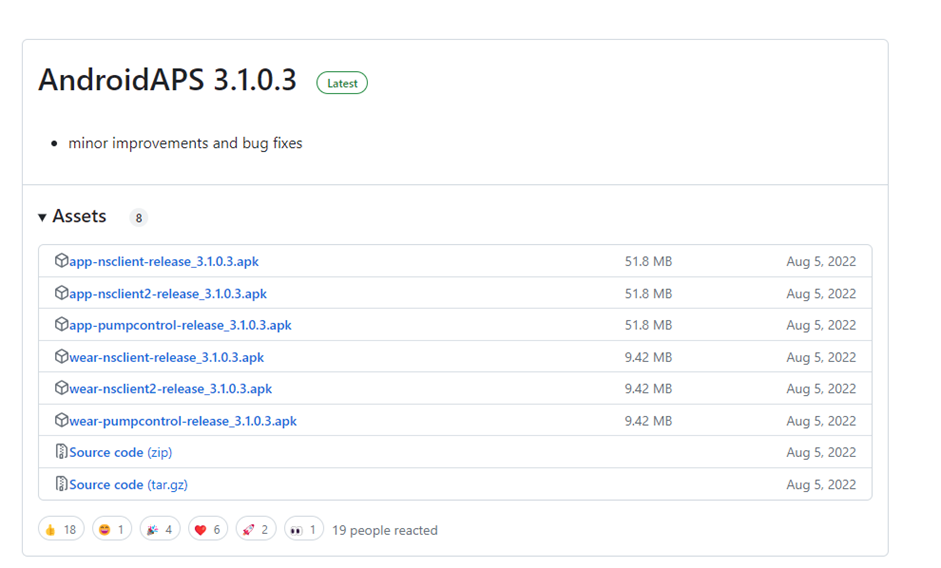 AndroidAPS 3.1.0.3 Latest
minor improvements and bug fixes
Assets 8
app-nsclient-release_3.1.0.3.apk 51.8 MB Aug 5, 2022
app-nsclient2-release_3.1.0.3.apk 51.8 MB Aug 5, 2022
app-pumpcontrol-release_3.1.0.3.apk 51.8 MB Aug 5, 2022
wear-nsclient-release_3.1.0.3.apk 9.42 MB Aug 5, 2022
wear-nsclient2-release_3.1.0.3.apk 9.42 MB Aug 5, 2022
wear-pumpcontrol-release_3.1.0.3.apk 9.42 MB Aug 5, 2022
Source code (zip) Aug 5, 2022
Source code (tar.gz) Aug 5, 2022
18 1 4 6 2 1 19 people reacted